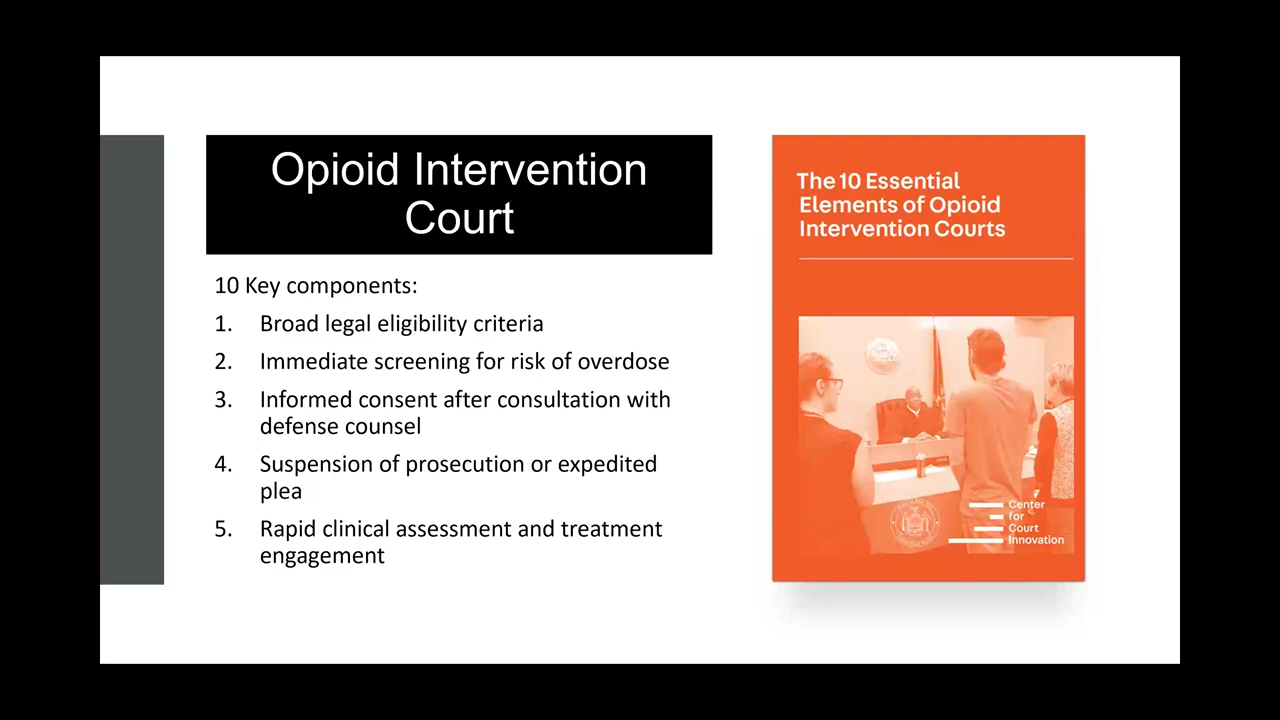 Opioid Intervention
Court
10 Key components:
1. Broad legal eligibility criteria
2. Immediate screening for risk of overdose
3. Informed consent after consultation with
defense counsel
4. Suspension of prosecution or expedited
plea
5. Rapid clinical assessment and treatment
engagement
The 10 Essential
Elements of Opioid
Intervention Courts
Center
for
Court
Innovation